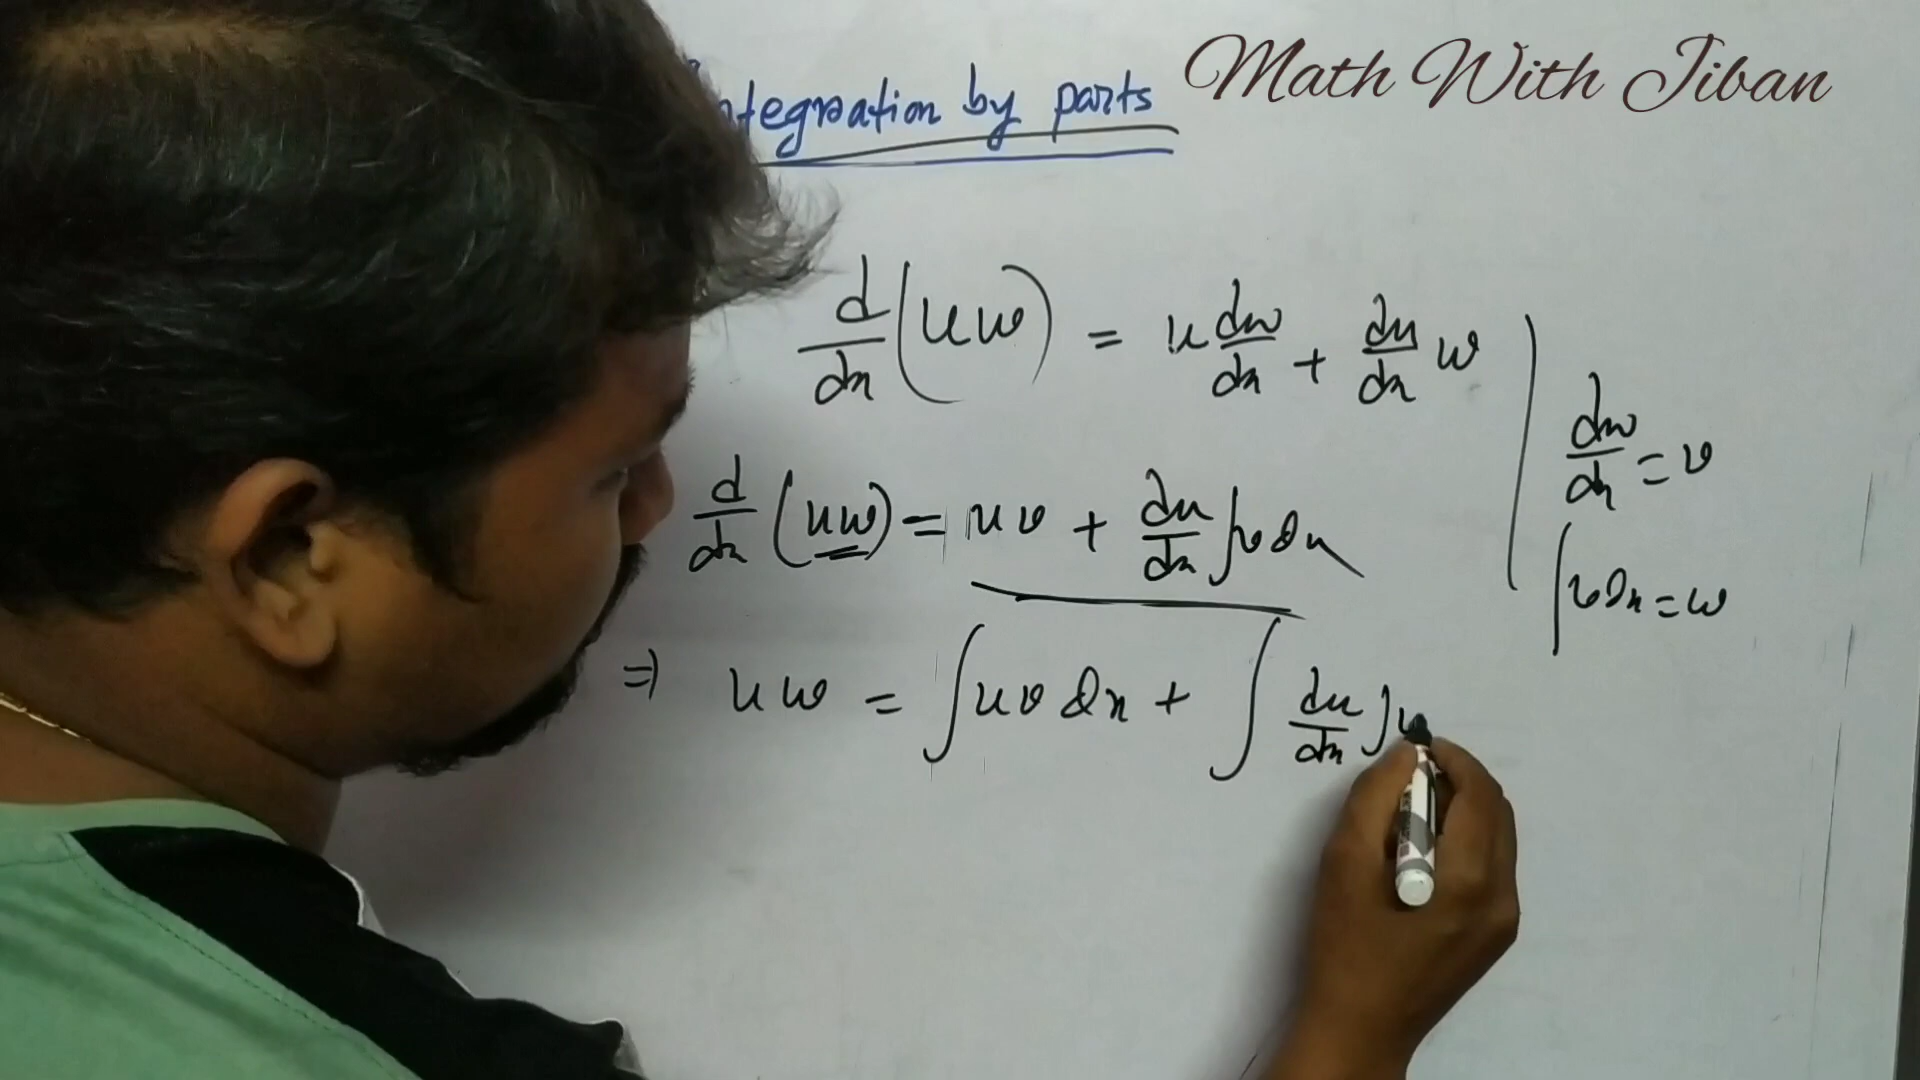 Math With Jiban
ntegration by parts
d/dx (uw) = u dw/dx + du/dx w
dw/dx = v
d/dx (uw) = uv + du/dx ∫v dx
∫v dx = w
⇒ uw = ∫uv dx + ∫ du/dx ∫v